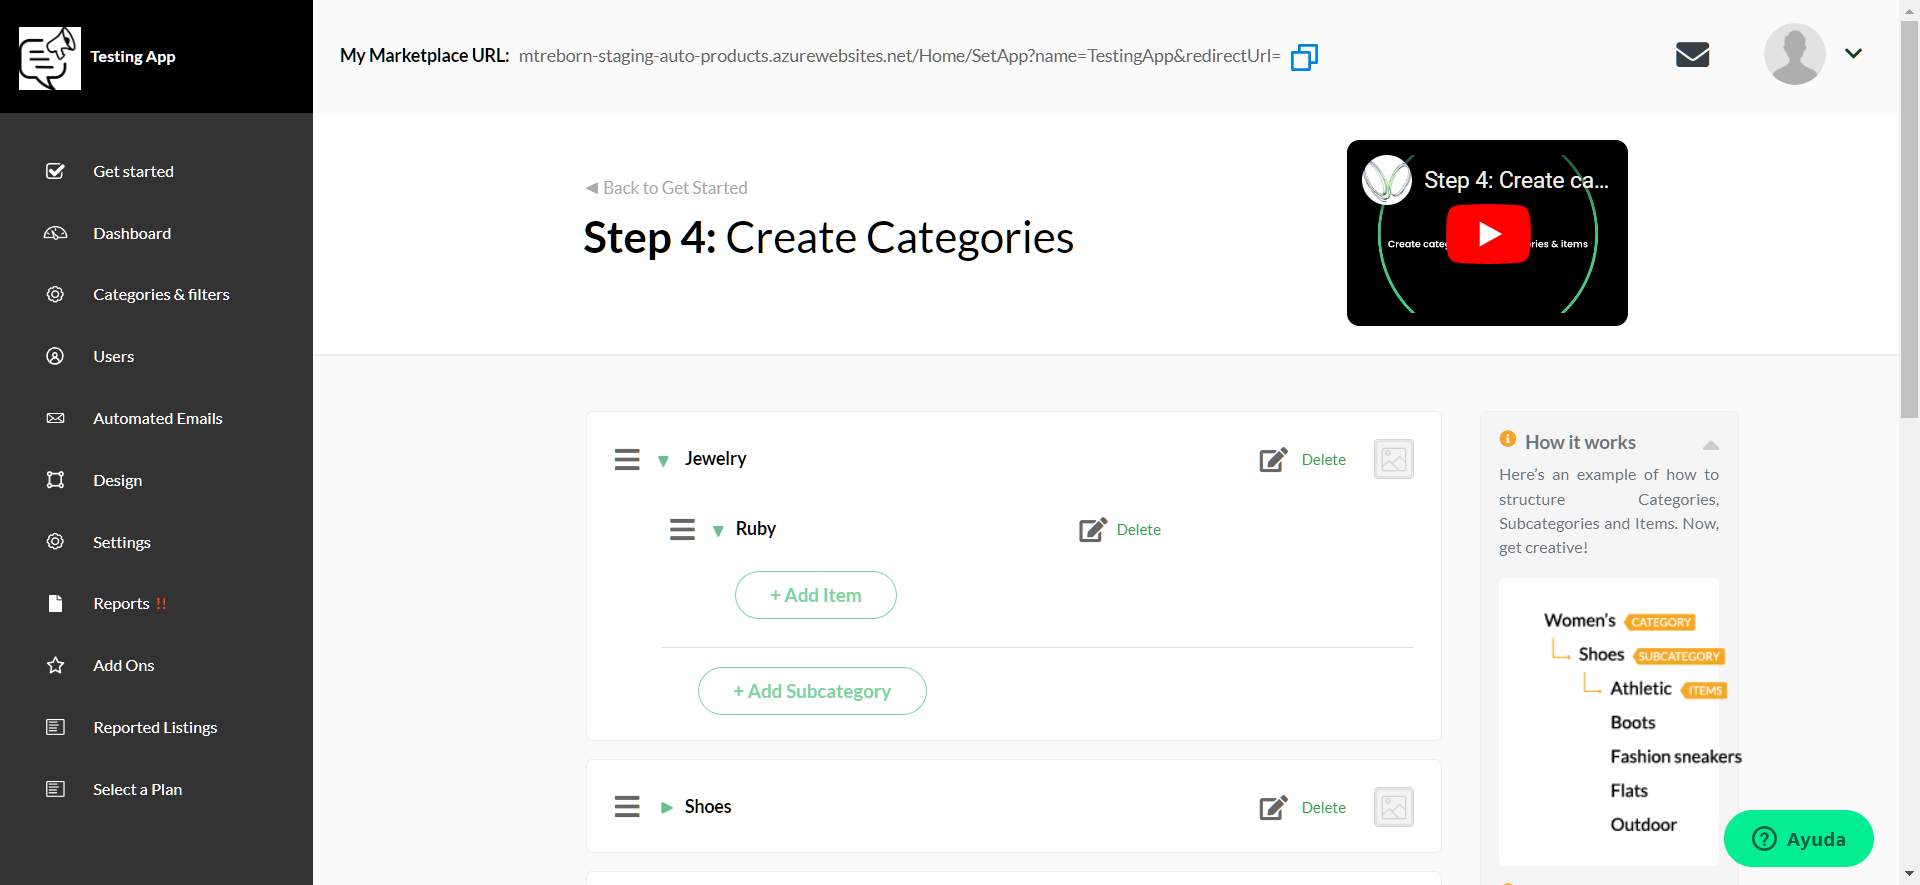 Testing App
My Marketplace URL: mtreborn-staging-auto-products.azurewebsites.net/Home/SetApp?name=TestingApp&redirectUrl=
Get started
Dashboard
Categories & filters
Users
Automated Emails
Design
Settings
Reports !!
Add Ons
Reported Listings
Select a Plan
◀ Back to Get Started
Step 4: Create Categories
Step 4: Create ca...
Create categ ries & items
Jewelry
Delete
Ruby
Delete
+ Add Item
+ Add Subcategory
Shoes
Delete
How it works
Here's an example of how to
structure Categories,
Subcategories and Items. Now,
get creative!
Women's CATEGORY
Shoes SUBCATEGORY
Athletic ITEMS
Boots
Fashion sneakers
Flats
Outdoor
Ayuda